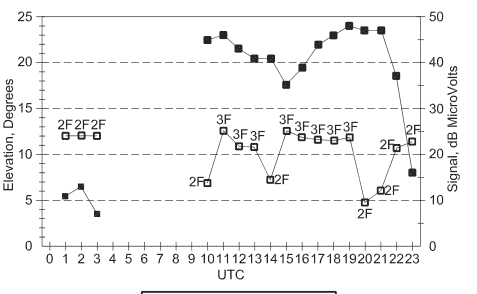 25
20
15
10
5
0
Elevation, Degrees
50
40
30
20
10
0
Signal, dB MicroVolts
2F 2F 2F
2F
3F
3F 3F
2F
3F
3F 3F 3F 3F
2F
2F
2F
2F
0 1 2 3 4 5 6 7 8 9 10 11 12 13 14 15 16 17 18 19 20 21 22 23
UTC